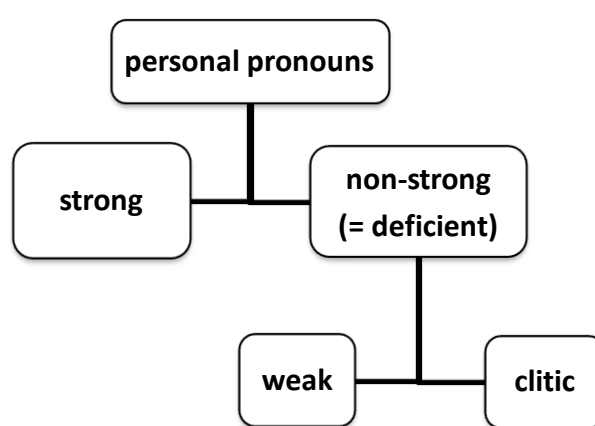 personal pronouns
strong
non-strong
(= deficient)
weak
clitic